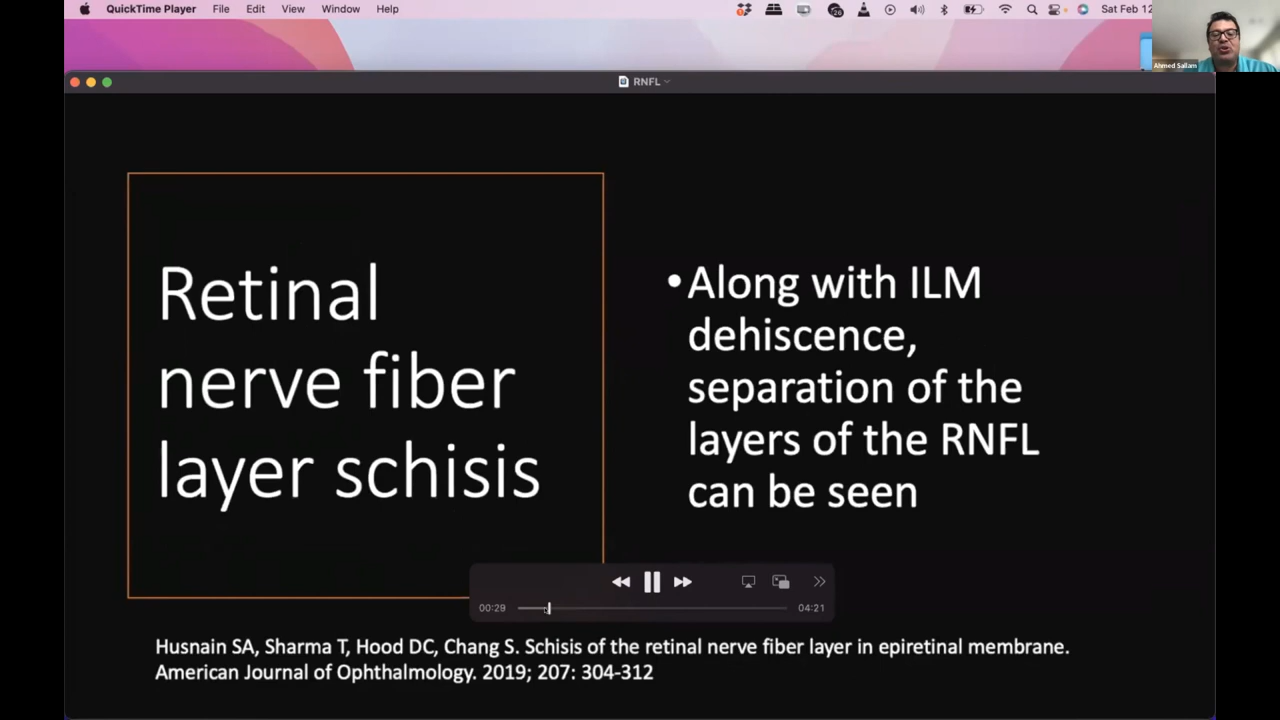 QuickTime Player File Edit View Window Help
Sat Feb 12
Ahmed Sallam
RNFL
Retinal
nerve fiber
layer schisis
•Along with ILM
dehiscence,
separation of the
layers of the RNFL
can be seen
00:29
04:21
Husnain SA, Sharma T, Hood DC, Chang S. Schisis of the retinal nerve fiber layer in epiretinal membrane.
American Journal of Ophthalmology. 2019; 207: 304-312